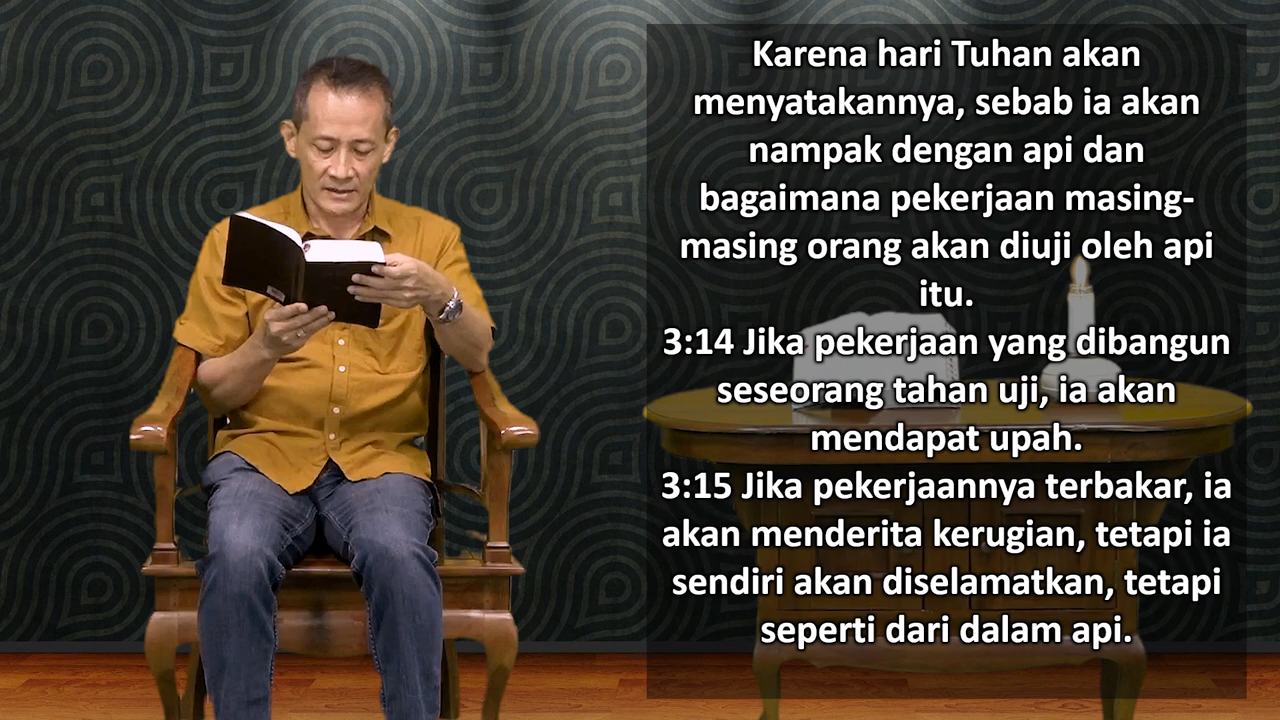 Karena hari Tuhan akan
menyatakannya, sebab ia akan
nampak dengan api dan
bagaimana pekerjaan masing-
masing orang akan diuji oleh api
itu.
3:14 Jika pekerjaan yang dibangun
seseorang tahan uji, ia akan
mendapat upah.
3:15 Jika pekerjaannya terbakar, ia
akan menderita kerugian, tetapi ia
sendiri akan diselamatkan, tetapi
seperti dari dalam api.